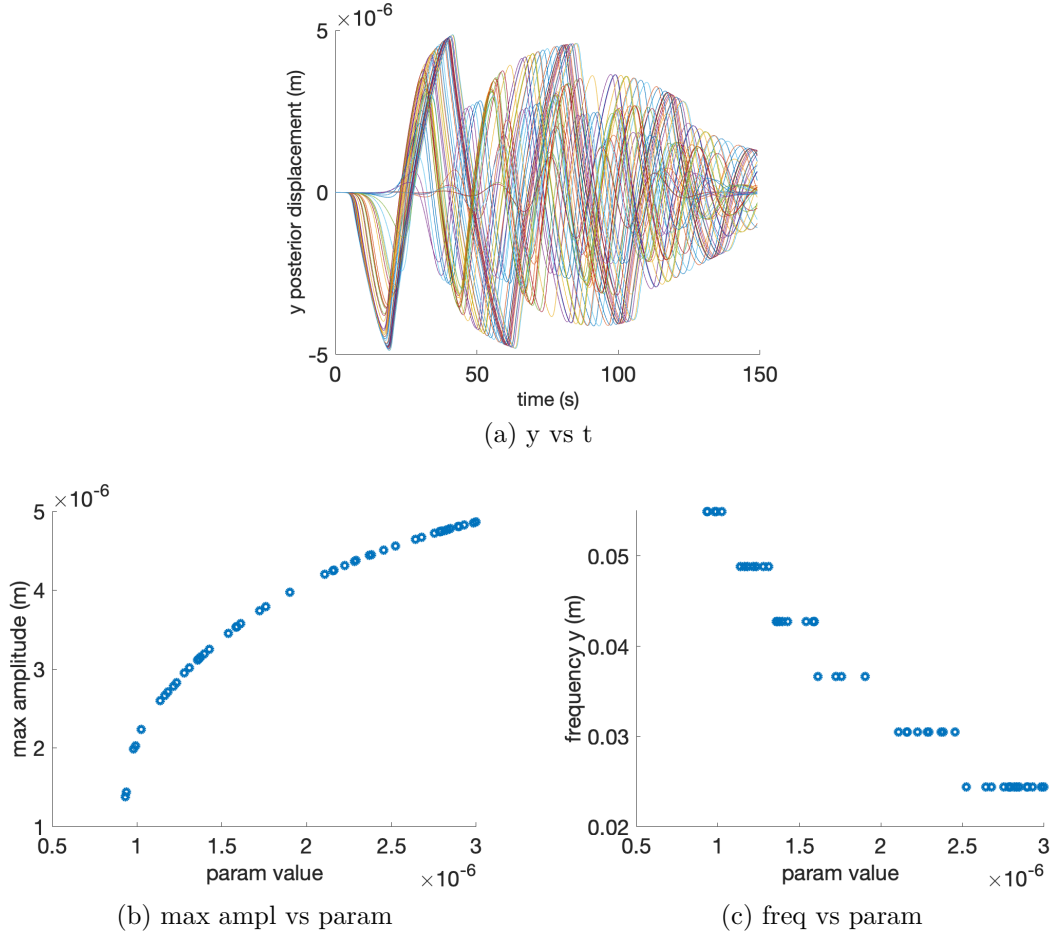 ×10⁻⁶
5
0
-5
y posterior displacement (m)
0 50 100 150
time (s)
(a) y vs t
×10⁻⁶
5
4
3
2
1
max amplitude (m)
0.5 1 1.5 2 2.5 3
param value
×10⁻⁶
(b) max ampl vs param
0.05
0.04
0.03
0.02
frequency y (m)
0.5 1 1.5 2 2.5 3
param value
×10⁻⁶
(c) freq vs param